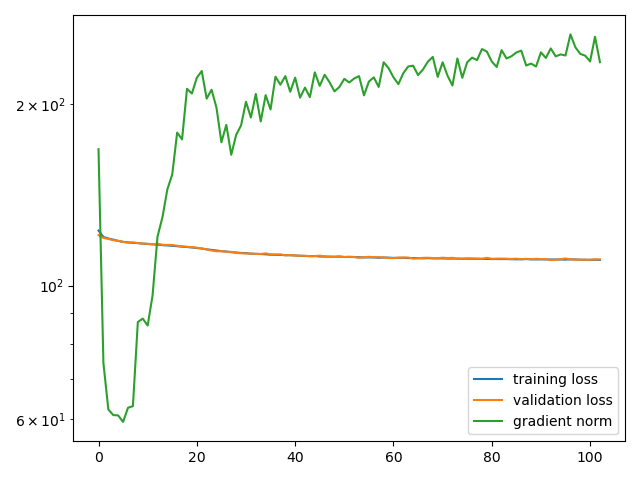 2 × 10²
10²
6 × 10¹
0
20
40
60
80
100
training loss
validation loss
gradient norm